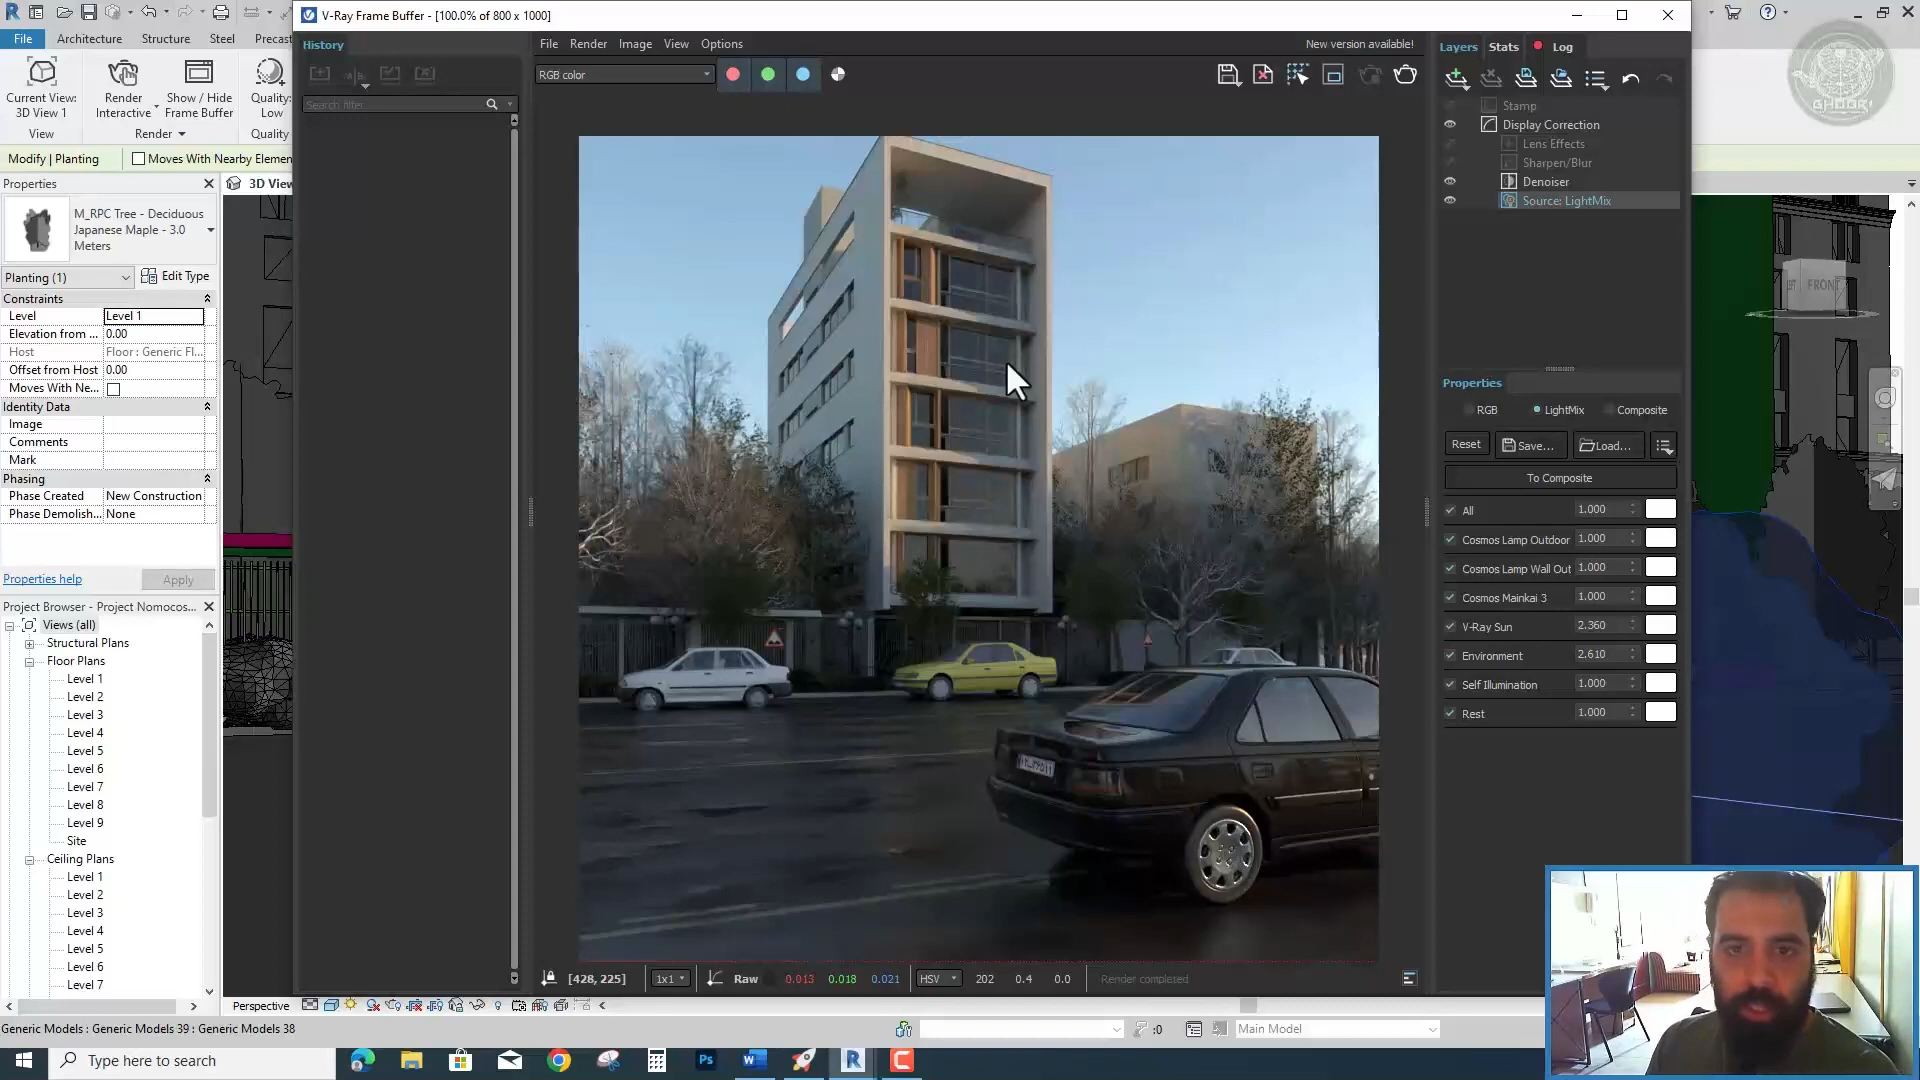 V-Ray Frame Buffer - [100.0% of 800 x 1000]
File
Architecture
Structure
Steel
Precast
Current View:
3D View 1
Render
Interactive
Show / Hide
Frame Buffer
Quality:
Low
View
Render
Quality
Modify | Planting
Moves With Nearby Elemen
Properties
M_RPC Tree - Deciduous
Japanese Maple - 3.0
Meters
Planting (1)
Edit Type
Constraints
Level
Level 1
Elevation from ...
0.00
Host
Floor : Generic Fl...
Offset from Host
0.00
Moves With Ne...
Identity Data
Image
Comments
Mark
Phasing
Phase Created
New Construction
Phase Demolish...
None
Properties help
Apply
Project Browser - Project Nomocos...
Views (all)
Structural Plans
Floor Plans
Level 1
Level 2
Level 3
Level 4
Level 5
Level 6
Level 7
Level 8
Level 9
Site
Ceiling Plans
Level 1
Level 2
Level 3
Level 4
Level 5
Level 6
Level 7
3D View
History
Search filter
File
Render
Image
View
Options
New version available!
RGB color
Layers
Stats
Log
Stamp
Display Correction
Lens Effects
Sharpen/Blur
Denoiser
Source: LightMix
Properties
RGB
LightMix
Composite
Reset
Save...
Load...
To Composite
All
1.000
Cosmos Lamp Outdoor
1.000
Cosmos Lamp Wall Out
1.000
Cosmos Mainkai 3
1.000
V-Ray Sun
2.360
Environment
2.610
Self Illumination
1.000
Rest
1.000
GHOORI
FRONT
[428, 225]
1x1
Raw
0.013
0.018
0.021
HSV
202
0.4
0.0
Render completed
Perspective
Generic Models : Generic Models 39 : Generic Models 38
:0
Main Model
Type here to search